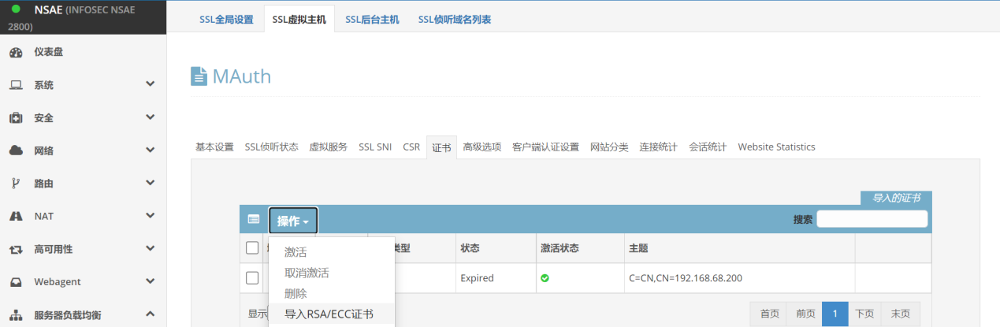 NSAE (INFOSEC NSAE 2800)
SSL全局设置 SSL虚拟主机 SSL后台主机 SSL侦听域名列表
仪表盘
系统
安全
网络
路由
NAT
高可用性
Webagent
服务器负载均衡
MAuth
基本设置 SSL侦听状态 虚拟服务 SSL SNI CSR 证书 高级选项 客户端认证设置 网站分类 连接统计 会话统计 Website Statistics
导入的证书
操作 搜索
类型 状态 激活状态 主题
Expired C=CN,CN=192.168.68.200
激活
取消激活
删除
导入RSA/ECC证书
显示 首页 前页 1 下页 末页